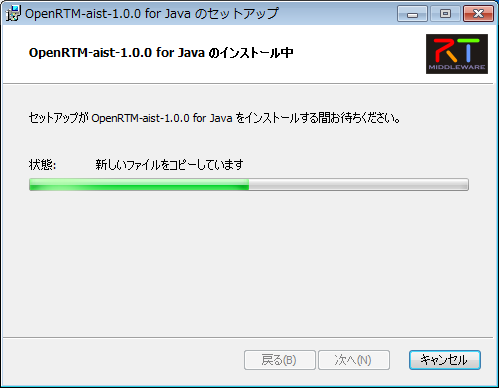 OpenRTM-aist-1.0.0 for Java のセットアップ
OpenRTM-aist-1.0.0 for Java のインストール中
RT
MIDDLEWARE
セットアップが OpenRTM-aist-1.0.0 for Java をインストールする間お待ちください。
状態: 新しいファイルをコピーしています
戻る(B) 次へ(N) キャンセル